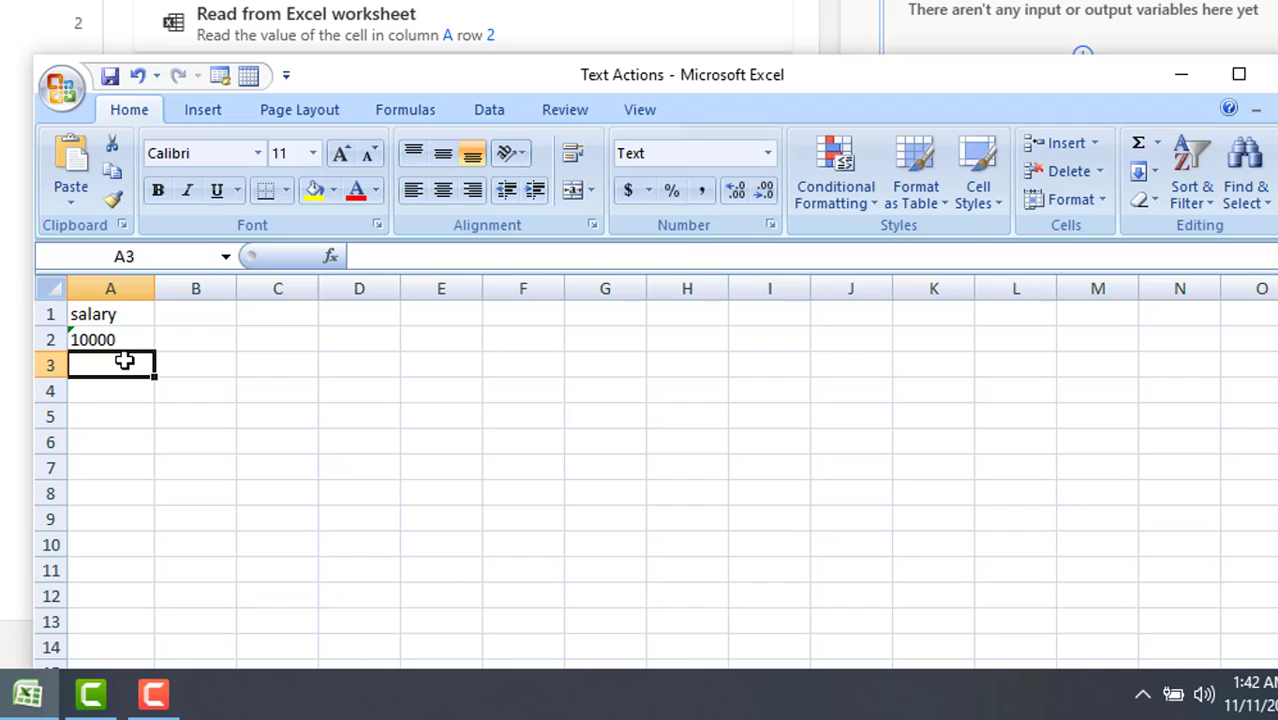 2
Read from Excel worksheet
Read the value of the cell in column A row 2
There aren't any input or output variables here yet
Text Actions - Microsoft Excel
Home Insert Page Layout Formulas Data Review View
Calibri 11 Text
Paste
B I U $ % ,
Conditional Formatting
Format as Table
Cell Styles
Insert
Delete
Format
Sort & Filter
Find & Select
Clipboard Font Alignment Number Styles Cells Editing
A3 fx
A B C D E F G H I J K L M N O
1 salary
2 10000
3
4
5
6
7
8
9
10
11
12
13
14
1:42
11/11/20